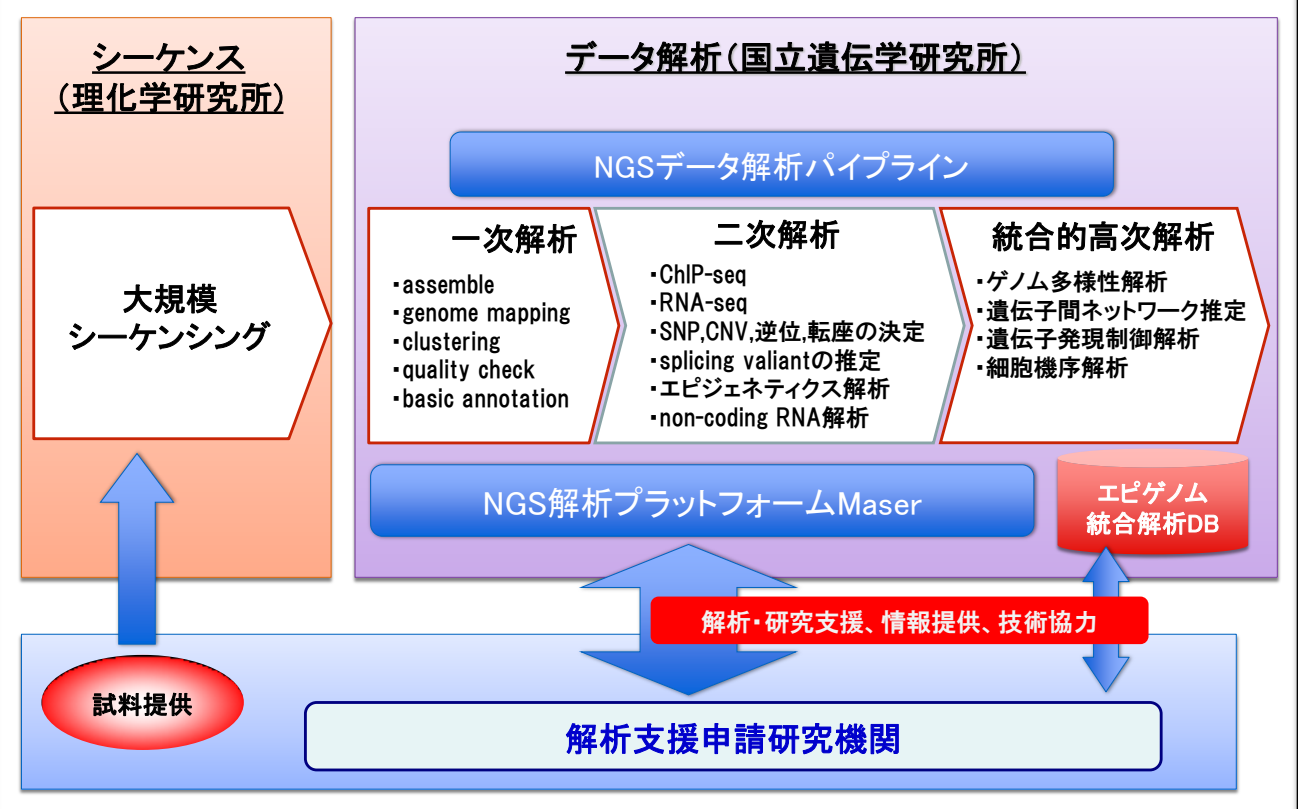 シーケンス
（理化学研究所）
大規模
シーケンシング
データ解析（国立遺伝学研究所）
NGSデータ解析パイプライン
一次解析
・assemble
・genome mapping
・clustering
・quality check
・basic annotation
二次解析
・ChIP-seq
・RNA-seq
・SNP,CNV,逆位,転座の決定
・splicing valiantの推定
・エピジェネティクス解析
・non-coding RNA解析
統合的高次解析
・ゲノム多様性解析
・遺伝子間ネットワーク推定
・遺伝子発現制御解析
・細胞機序解析
NGS解析プラットフォームMaser
エピゲノム
統合解析DB
解析・研究支援、情報提供、技術協力
試料提供
解析支援申請研究機関